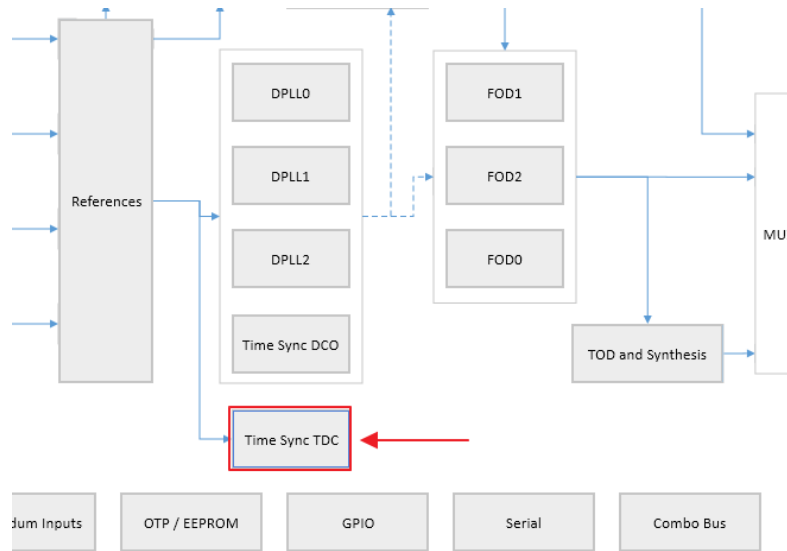 DPLL0
FOD1
DPLL1
FOD2
References
MU
DPLL2
FOD0
Time Sync DCO
TOD and Synthesis
Time Sync TDC
dum Inputs
OTP / EEPROM
GPIO
Serial
Combo Bus